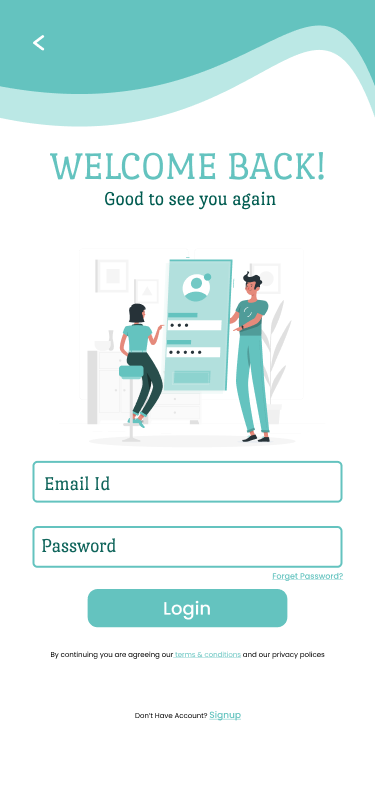 WELCOME BACK!
Good to see you again
Email Id
Password
Forget Password?
Login
By continuing you are agreeing our terms & conditions and our privacy polices
Don't Have Account? Signup